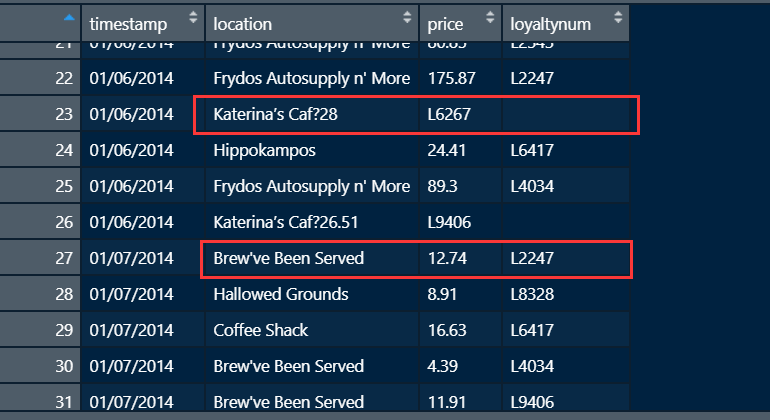 timestamp location price loyaltynum
21 01/06/2014 Frydos Autosupply n' More 80.83 L2343
22 01/06/2014 Frydos Autosupply n' More 175.87 L2247
23 01/06/2014 Katerina’s Caf?28 L6267
24 01/06/2014 Hippokampos 24.41 L6417
25 01/06/2014 Frydos Autosupply n' More 89.3 L4034
26 01/06/2014 Katerina’s Caf?26.51 L9406
27 01/07/2014 Brew've Been Served 12.74 L2247
28 01/07/2014 Hallowed Grounds 8.91 L8328
29 01/07/2014 Coffee Shack 16.63 L6417
30 01/07/2014 Brew've Been Served 4.39 L4034
31 01/07/2014 Brew've Been Served 11.91 L9406